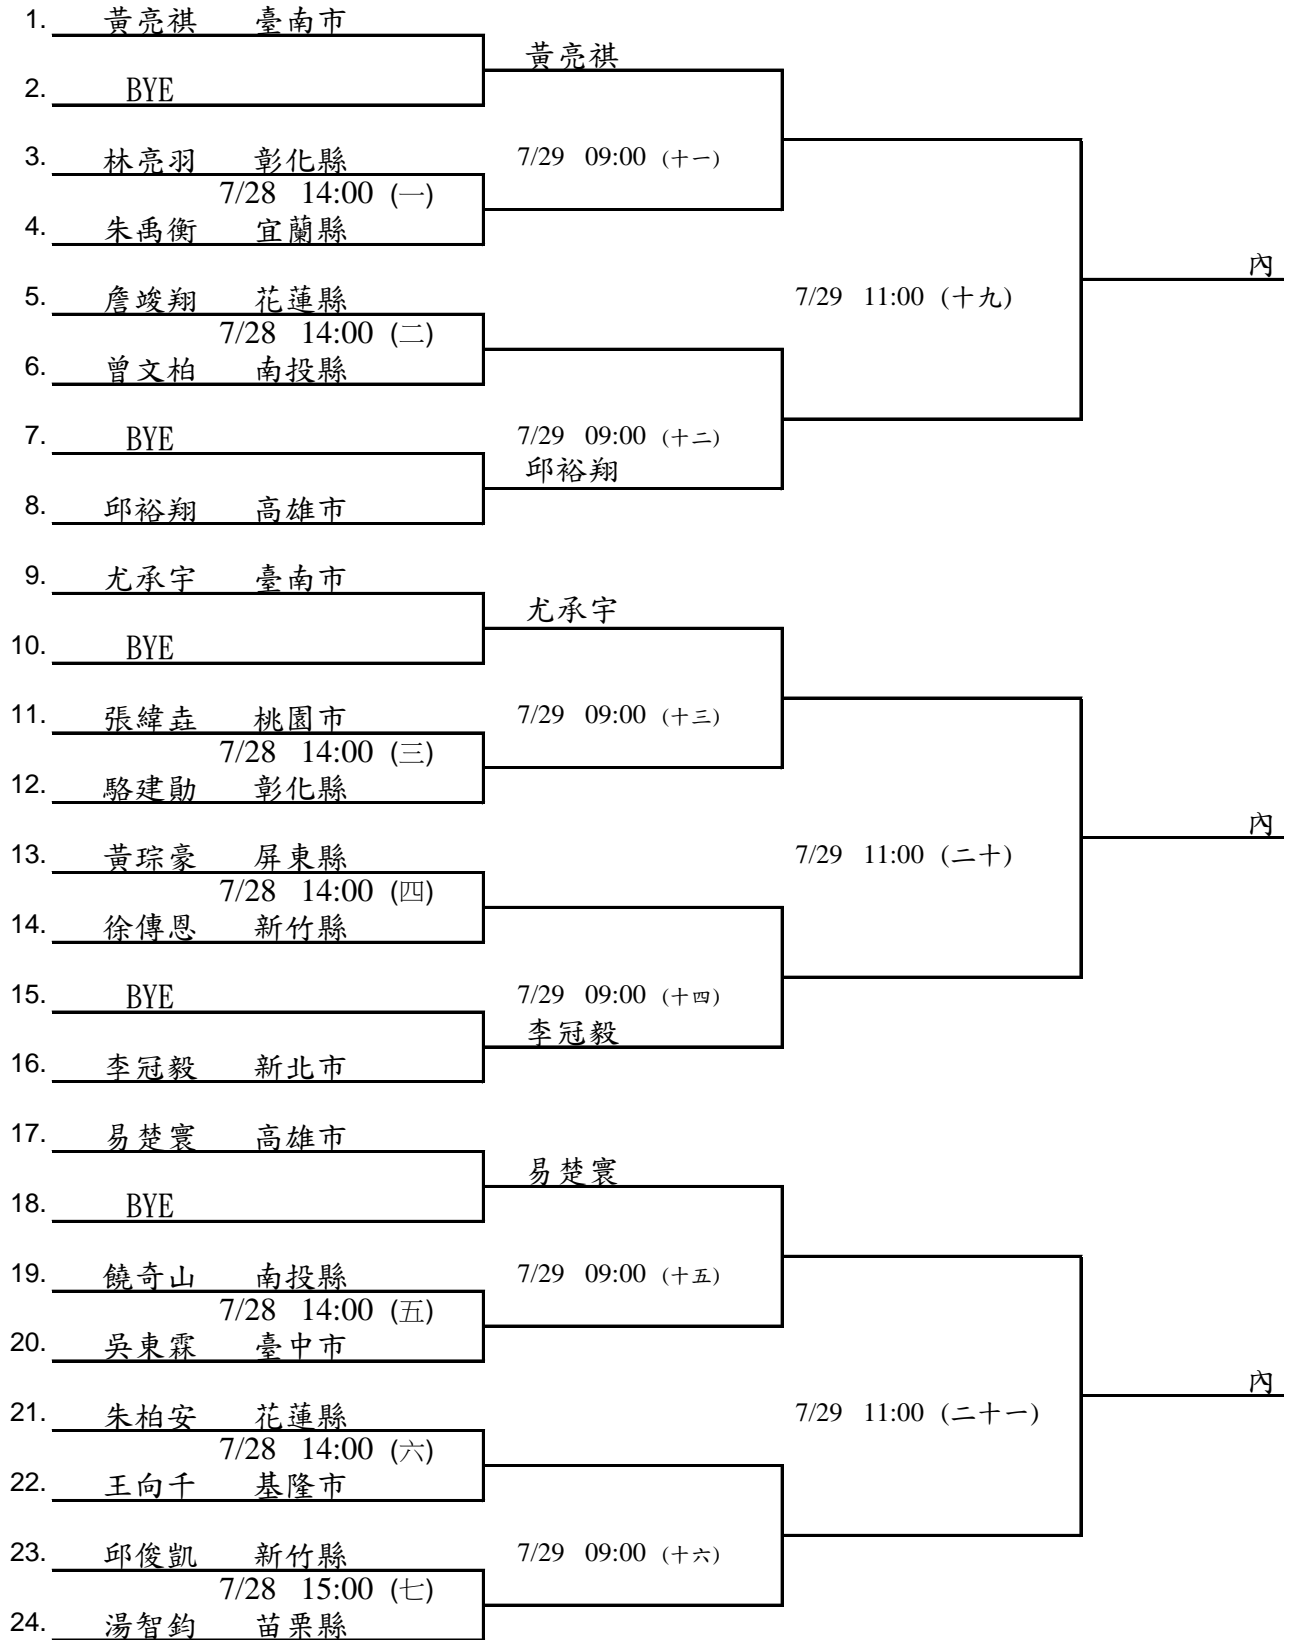 1. 黃亮祺 臺南市
黃亮祺
2. BYE
3. 林亮羽 彰化縣 7/29 09:00 (十一)
7/28 14:00 (一)
4. 朱禹衡 宜蘭縣
內
5. 詹竣翔 花蓮縣 7/29 11:00 (十九)
7/28 14:00 (二)
6. 曾文柏 南投縣
7. BYE 7/29 09:00 (十二)
邱裕翔
8. 邱裕翔 高雄市
9. 尤承宇 臺南市
尤承宇
10. BYE
11. 張緯垚 桃園市 7/29 09:00 (十三)
7/28 14:00 (三)
12. 駱建勛 彰化縣
內
13. 黃琮豪 屏東縣 7/29 11:00 (二十)
7/28 14:00 (四)
14. 徐傳恩 新竹縣
15. BYE 7/29 09:00 (十四)
李冠毅
16. 李冠毅 新北市
17. 易楚寰 高雄市
易楚寰
18. BYE
19. 饒奇山 南投縣 7/29 09:00 (十五)
7/28 14:00 (五)
20. 吳東霖 臺中市
內
21. 朱柏安 花蓮縣 7/29 11:00 (二十一)
7/28 14:00 (六)
22. 王向千 基隆市
23. 邱俊凱 新竹縣 7/29 09:00 (十六)
7/28 15:00 (七)
24. 湯智鈞 苗栗縣